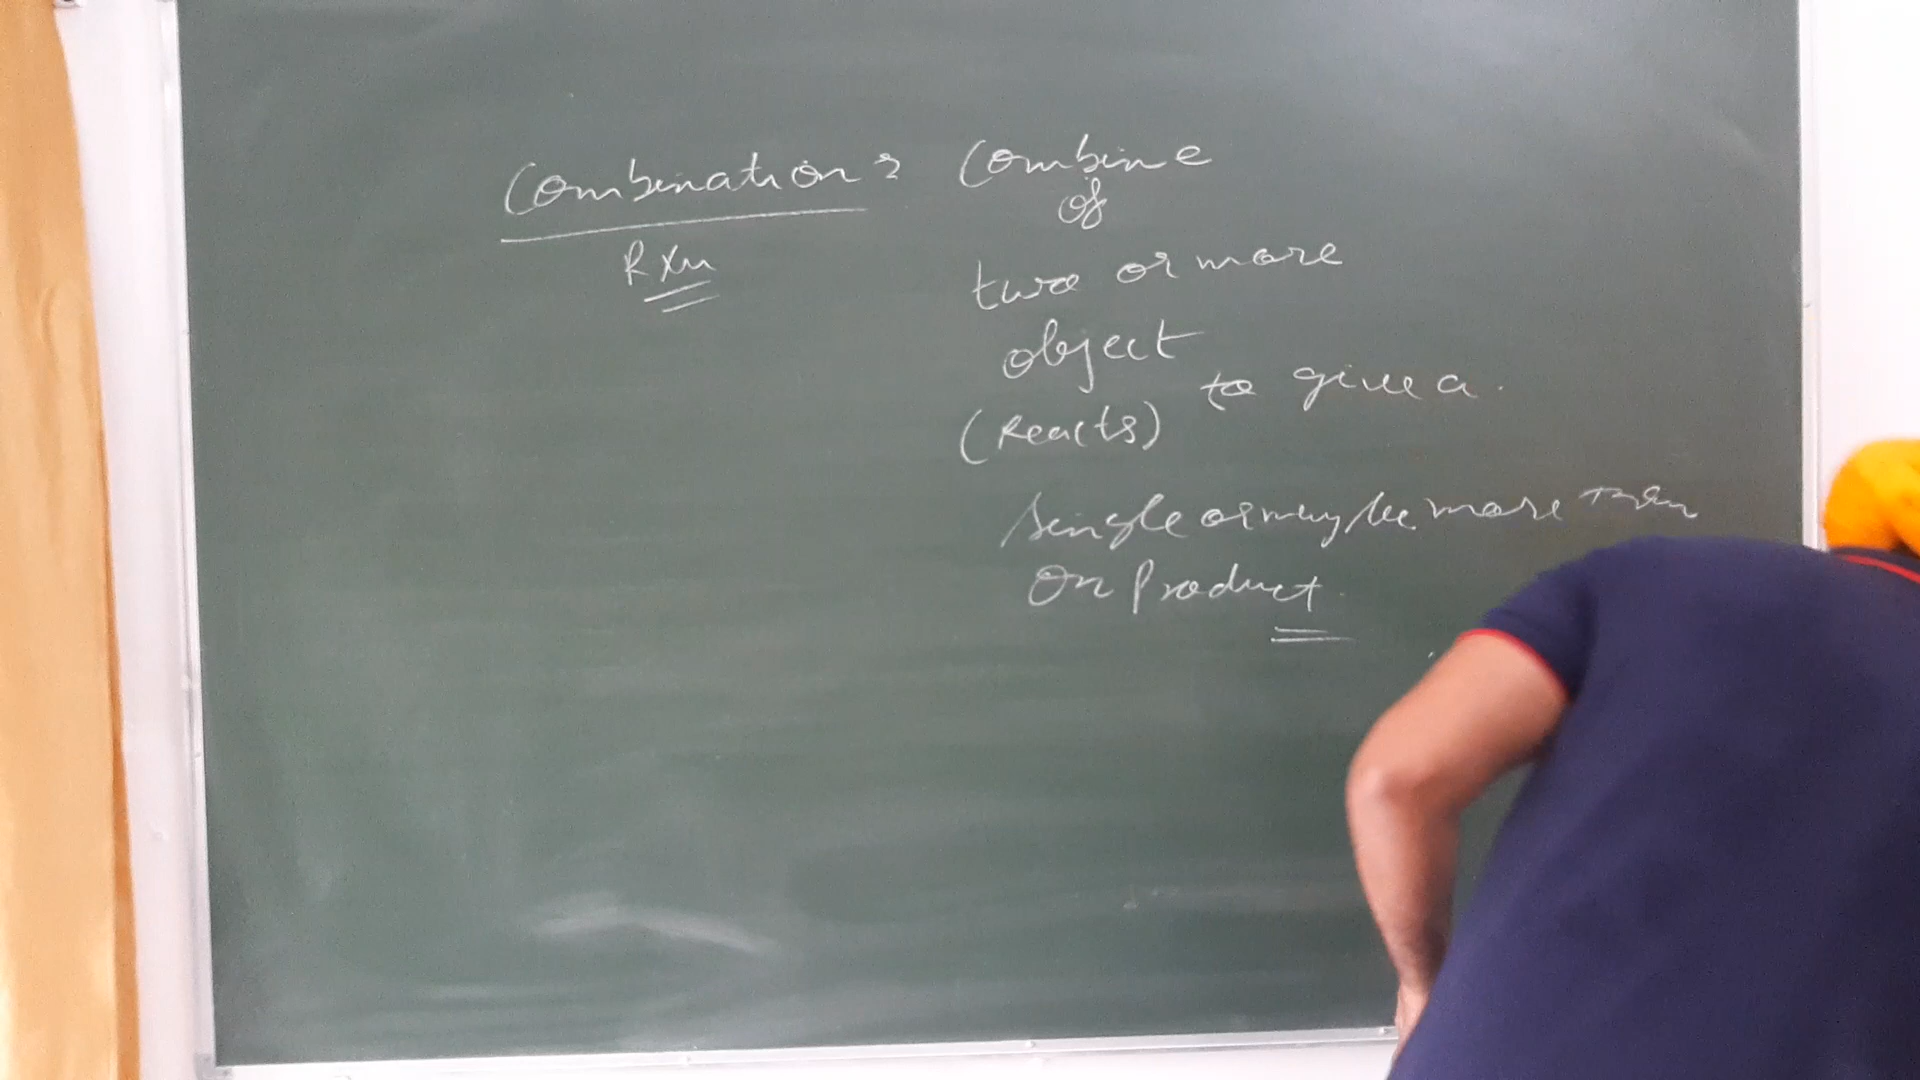 Combination : Combine
of
Rxn
two or more
object
(Reacts) to give a
single or may be more than
on Product.